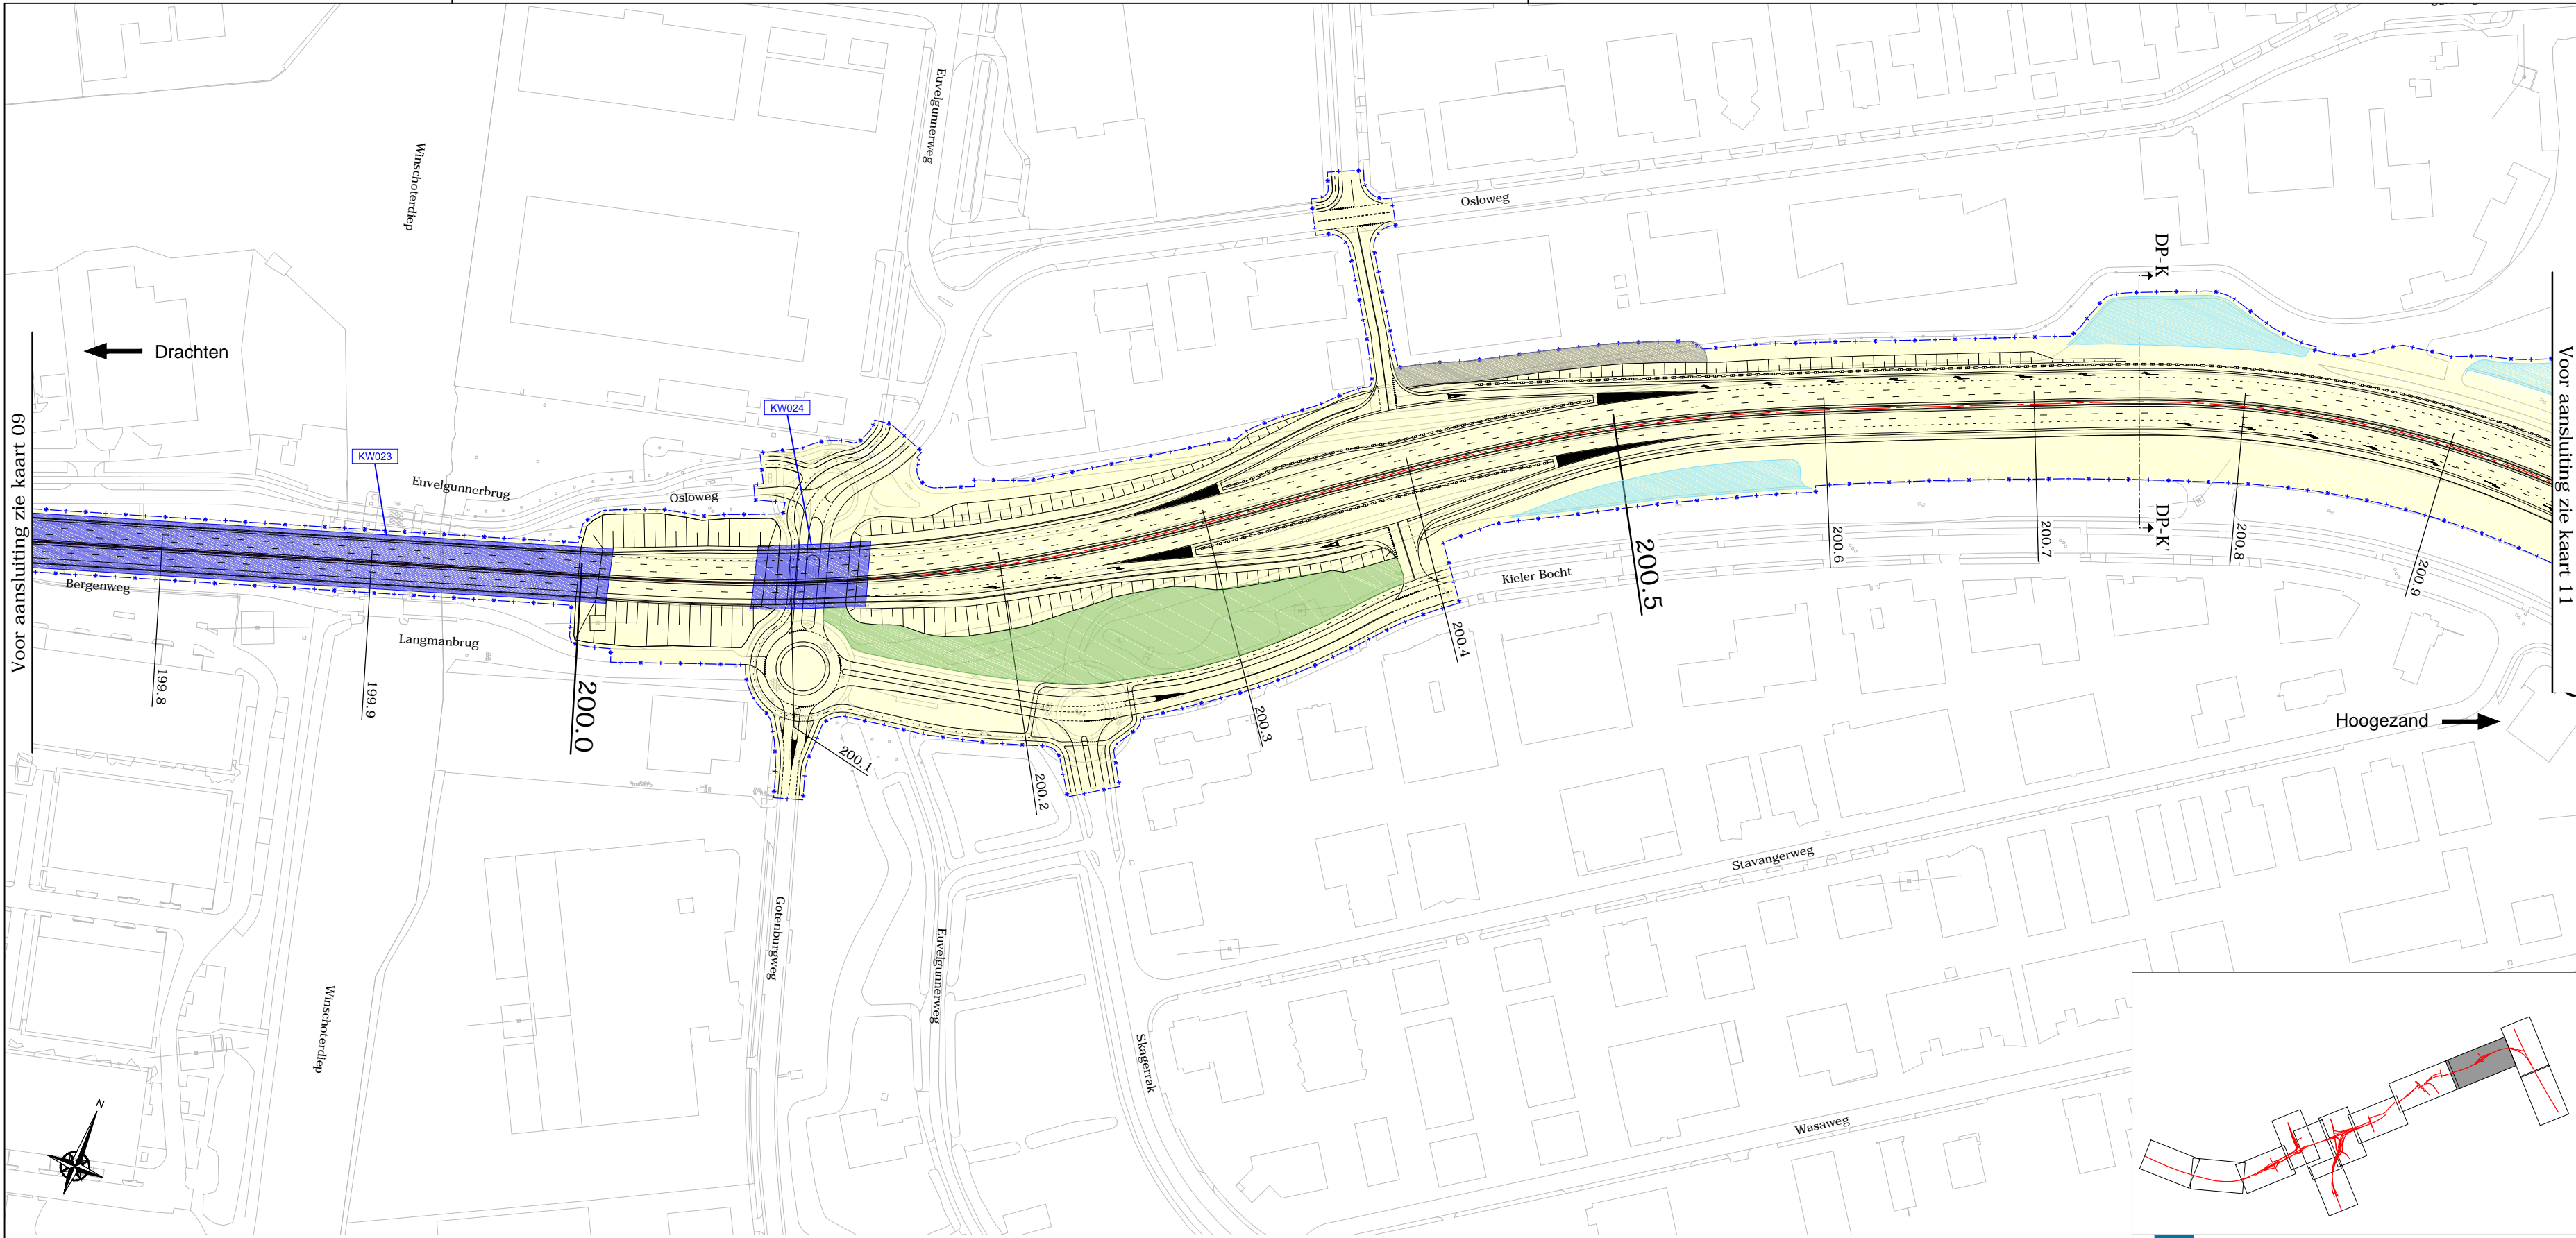 Voor aansluiting zie kaart 09
Drachten
Winschoterdiep
Euvelgunnerweg
Osloweg
DP-K
Voor aansluiting zie kaart 11
KW023
KW024
Euvelgunnerbrug
Osloweg
Bergenweg
Langmanbrug
Kieler Bocht
DP-K'
199.8
199.9
200.0
200.1
200.2
200.3
200.4
200.5
200.6
200.7
200.8
200.9
Hoogezand
Stavangerweg
Gotenburgweg
Euvelgunnerweg
Winschoterdiep
Skagerrak
Wasaweg
N